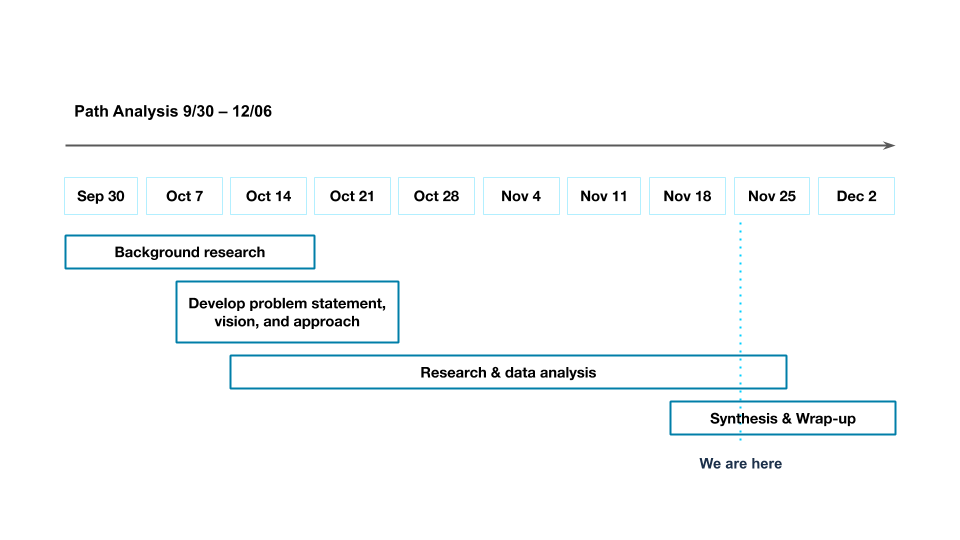 Path Analysis 9/30 – 12/06
Sep 30
Oct 7
Oct 14
Oct 21
Oct 28
Nov 4
Nov 11
Nov 18
Nov 25
Dec 2
Background research
Develop problem statement,
vision, and approach
Research & data analysis
Synthesis & Wrap-up
We are here